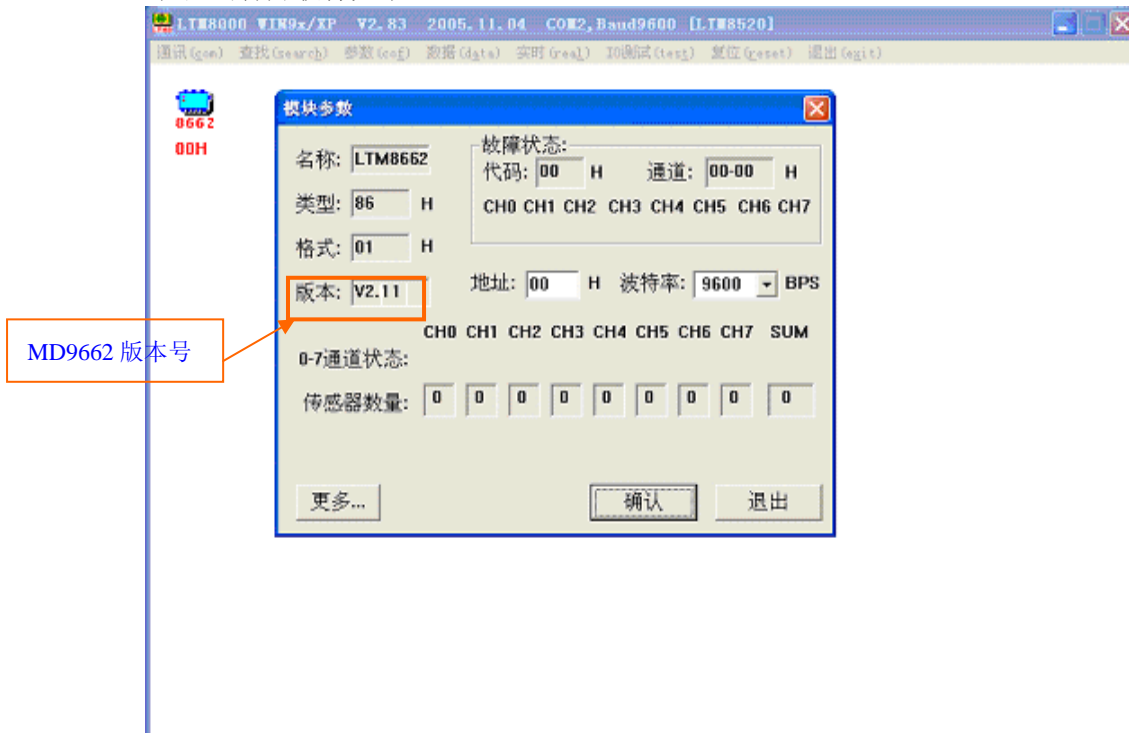 LTM8000 WIN9x/XP V2.83 2005.11.04 COM2,Baud9600 [LTM8520]
通讯(com) 查找(search) 参数(cof) 数据(data) 实时(real) IO测试(test) 复位(reset) 退出(exit)
8662
00H
模块参数
名称: LTM8662
类型: 86 H
格式: 01 H
版本: V2.11
故障状态:
代码: 00 H 通道: 00-00 H
CH0 CH1 CH2 CH3 CH4 CH5 CH6 CH7
地址: 00 H 波特率: 9600 BPS
MD9662 版本号
CH0 CH1 CH2 CH3 CH4 CH5 CH6 CH7 SUM
0-7通道状态:
传感器数量: 0 0 0 0 0 0 0 0 0
更多... 确认 退出